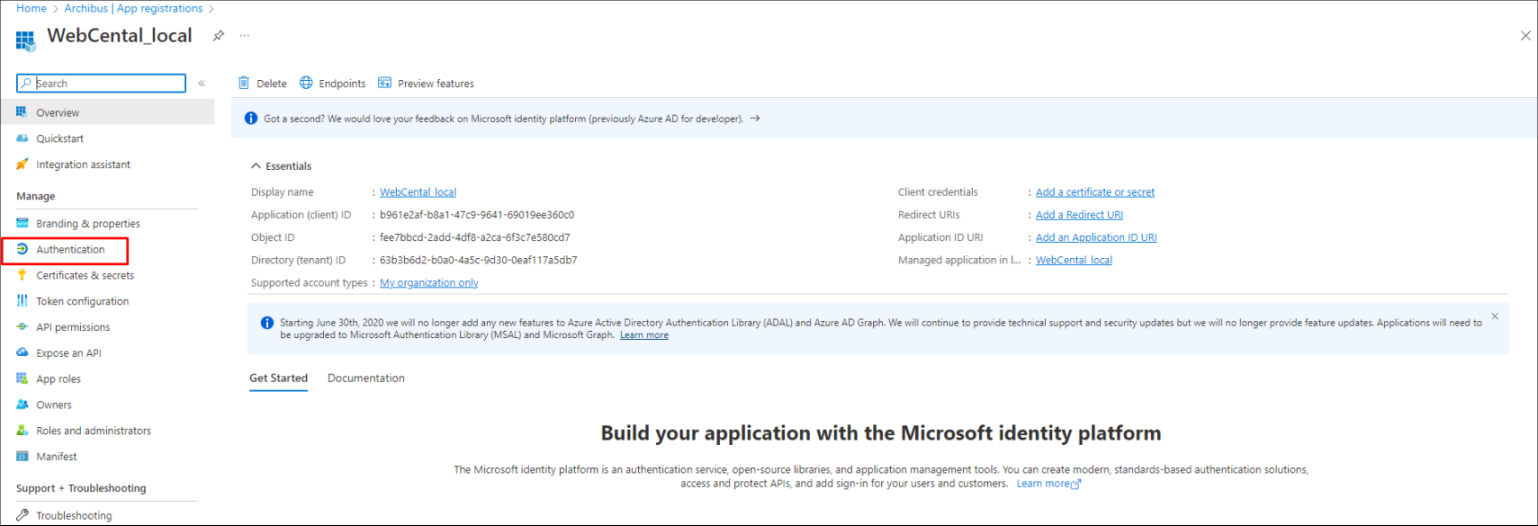 Home > Archibus | App registrations >
WebCental_local
Search
«
Overview
Quickstart
Integration assistant
Manage
Branding & properties
Authentication
Certificates & secrets
Token configuration
API permissions
Expose an API
App roles
Owners
Roles and administrators
Manifest
Support + Troubleshooting
Troubleshooting
Delete Endpoints Preview features
Got a second? We would love your feedback on Microsoft identity platform (previously Azure AD for developer). →
Essentials
Display name : WebCental_local
Application (client) ID : b961e2af-b8a1-47c9-9641-69019ee360c0
Object ID : fee7bbcd-2add-4df8-a2ca-6f3c7e580cd7
Directory (tenant) ID : 63b3b6d2-b0a0-4a5c-9d30-0eaf117a5db7
Supported account types : My organization only
Client credentials : Add a certificate or secret
Redirect URIs : Add a Redirect URI
Application ID URI : Add an Application ID URI
Managed application in l... : WebCental_local
Starting June 30th, 2020 we will no longer add any new features to Azure Active Directory Authentication Library (ADAL) and Azure AD Graph. We will continue to provide technical support and security updates but we will no longer provide feature updates. Applications will need to
be upgraded to Microsoft Authentication Library (MSAL) and Microsoft Graph. Learn more
Get Started Documentation
Build your application with the Microsoft identity platform
The Microsoft identity platform is an authentication service, open-source libraries, and application management tools. You can create modern, standards-based authentication solutions,
access and protect APIs, and add sign-in for your users and customers. Learn more